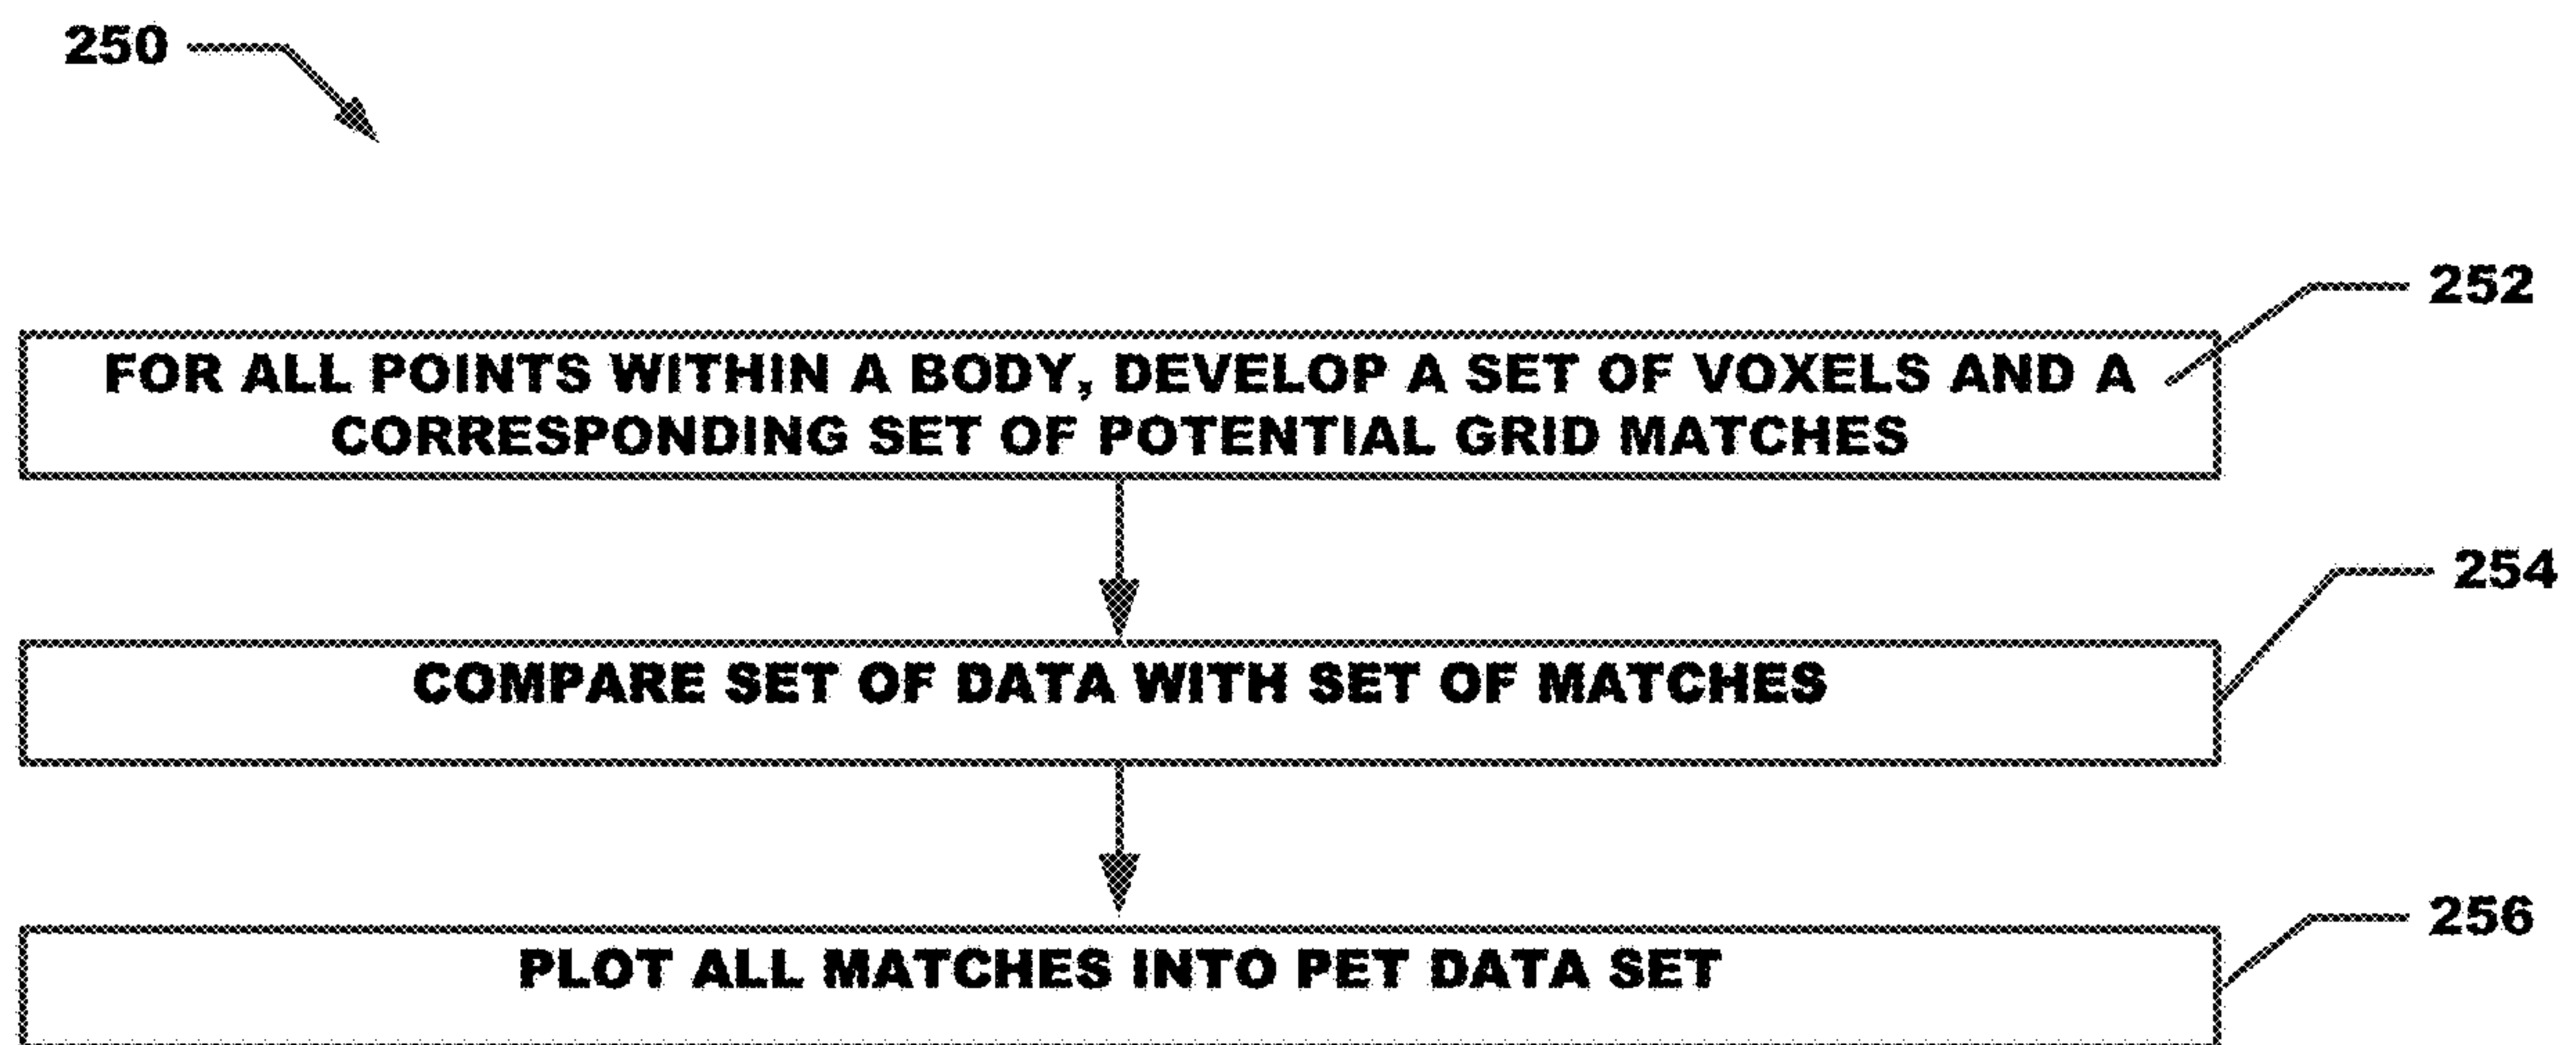 250
252
FOR ALL POINTS WITHIN A BODY, DEVELOP A SET OF VOXELS AND A
CORRESPONDING SET OF POTENTIAL GRID MATCHES
254
COMPARE SET OF DATA WITH SET OF MATCHES
256
PLOT ALL MATCHES INTO PET DATA SET